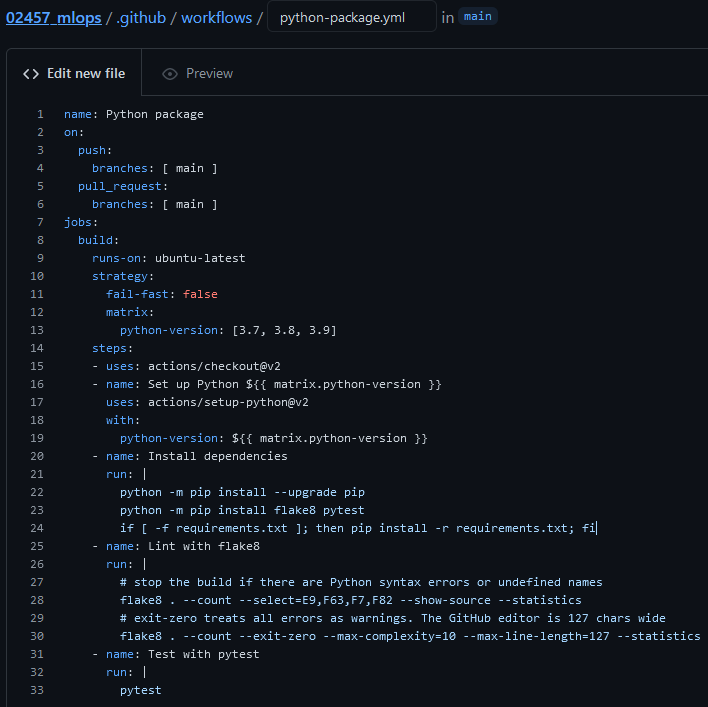 02457_mlops / .github / workflows / python-package.yml in main
<> Edit new file Preview
1 name: Python package
2 on:
3 push:
4 branches: [ main ]
5 pull_request:
6 branches: [ main ]
7 jobs:
8 build:
9 runs-on: ubuntu-latest
10 strategy:
11 fail-fast: false
12 matrix:
13 python-version: [3.7, 3.8, 3.9]
14 steps:
15 - uses: actions/checkout@v2
16 - name: Set up Python ${{ matrix.python-version }}
17 uses: actions/setup-python@v2
18 with:
19 python-version: ${{ matrix.python-version }}
20 - name: Install dependencies
21 run: |
22 python -m pip install --upgrade pip
23 python -m pip install flake8 pytest
24 if [ -f requirements.txt ]; then pip install -r requirements.txt; fi
25 - name: Lint with flake8
26 run: |
27 # stop the build if there are Python syntax errors or undefined names
28 flake8 . --count --select=E9,F63,F7,F82 --show-source --statistics
29 # exit-zero treats all errors as warnings. The GitHub editor is 127 chars wide
30 flake8 . --count --exit-zero --max-complexity=10 --max-line-length=127 --statistics
31 - name: Test with pytest
32 run: |
33 pytest